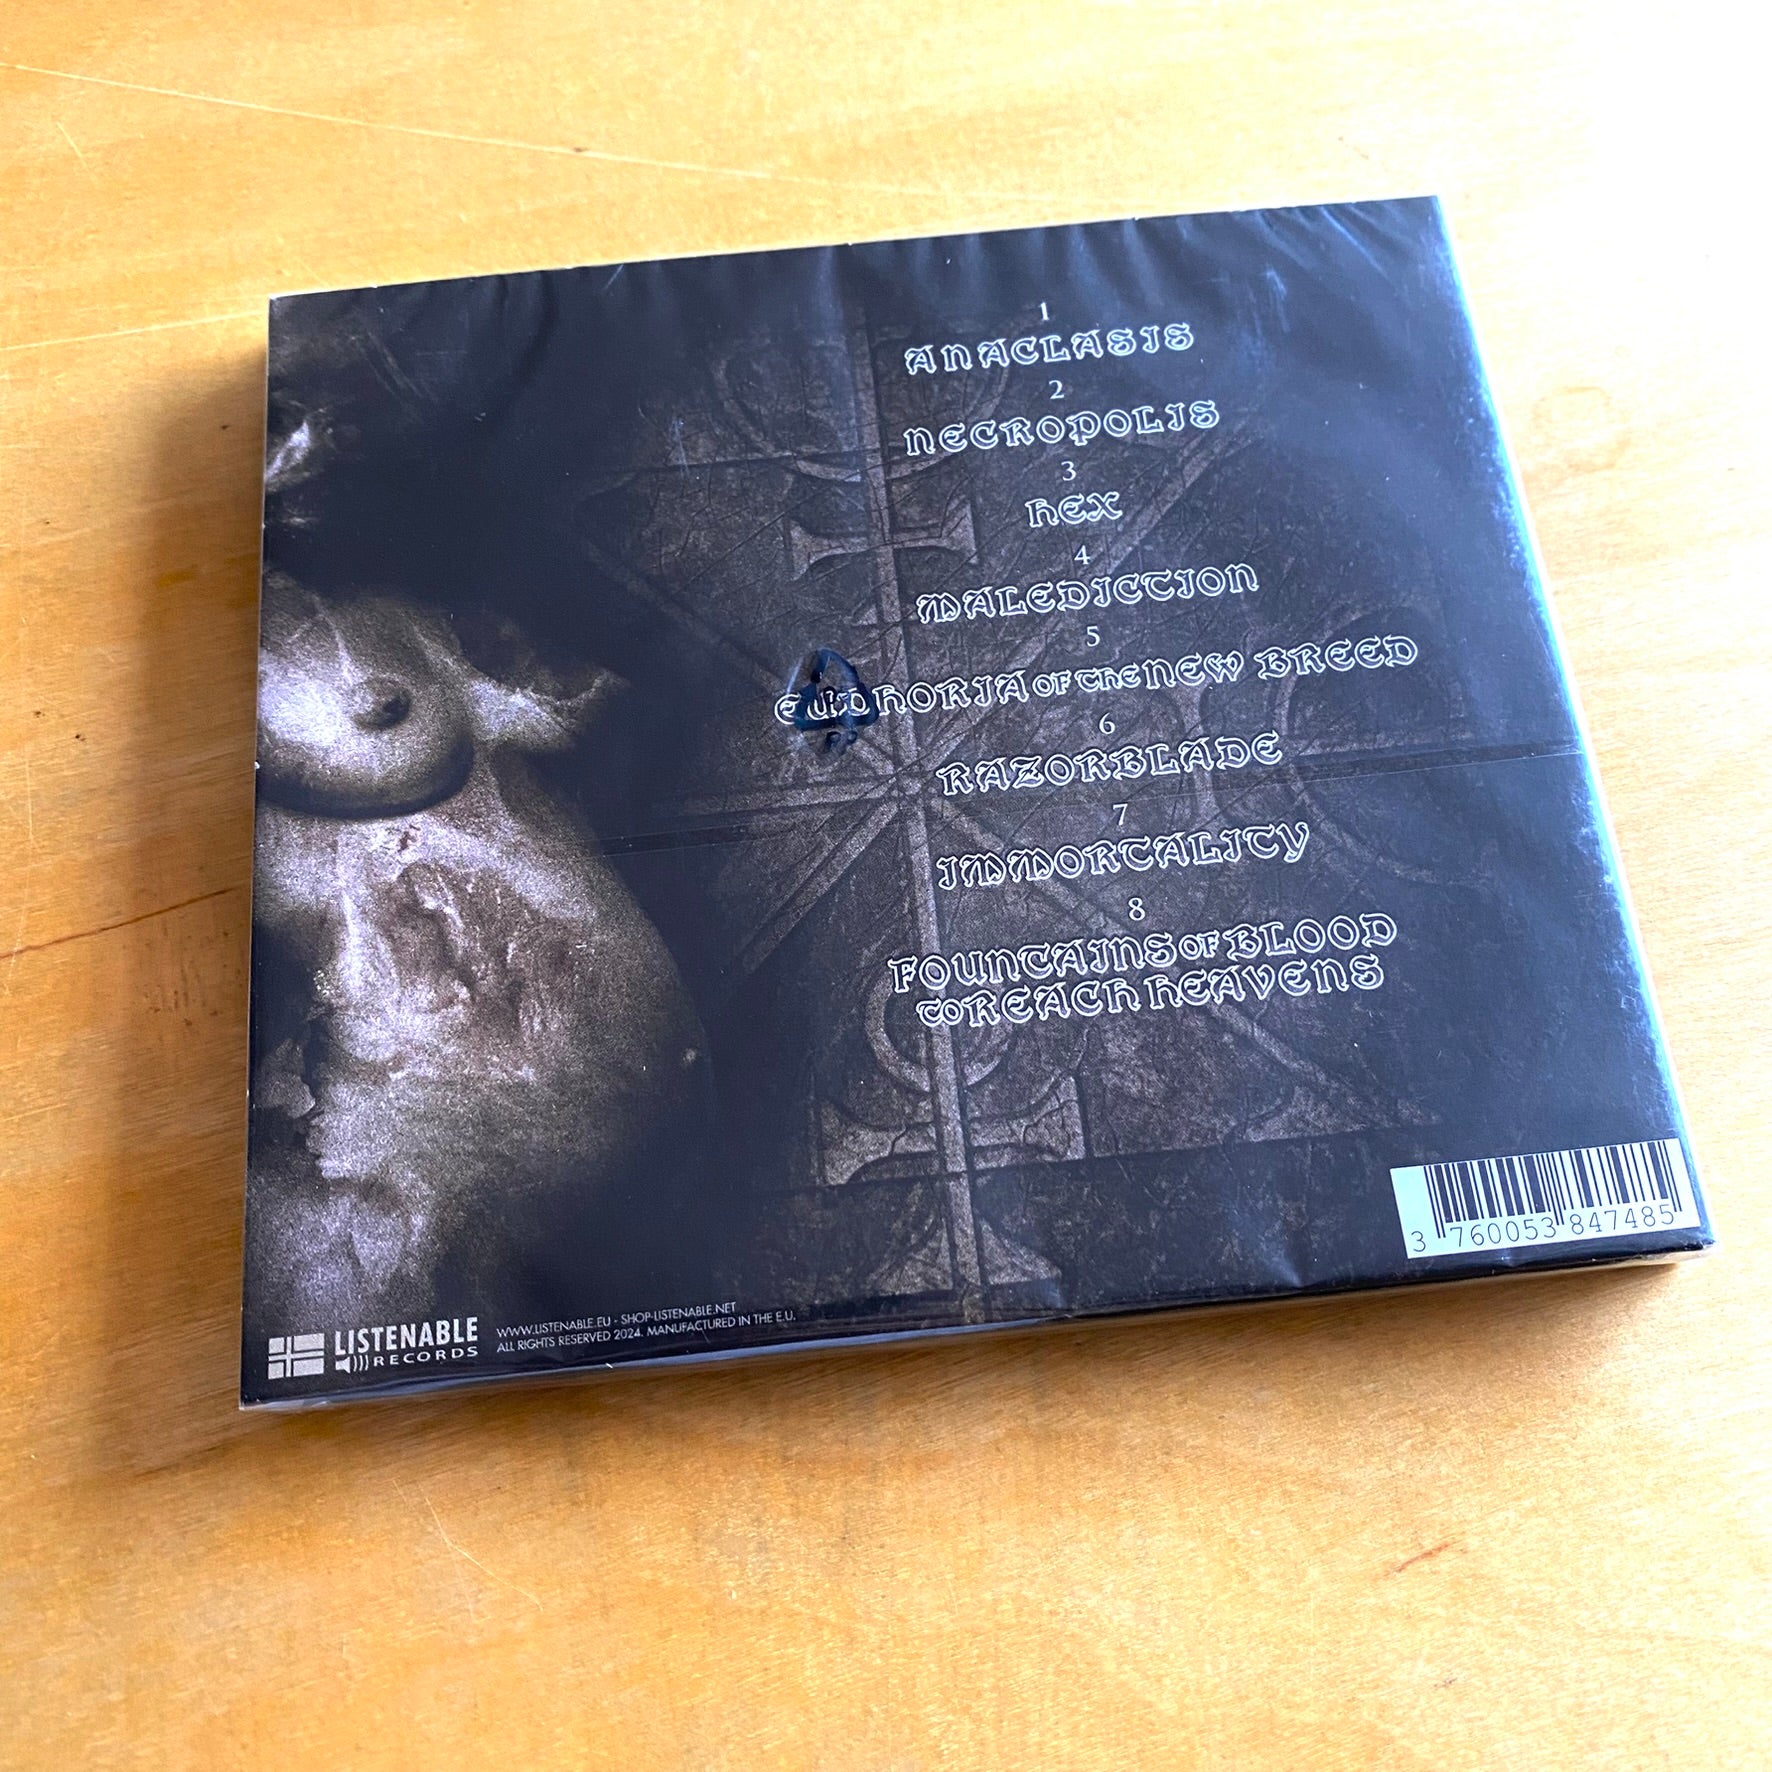 1
ANACLASIS
2
NECROPOLIS
3
HEX
4
MALEDICTION
5
EUPHORIA OF THE NEW BREED
6
RAZORBLADE
7
IMMORTALITY
8
FOUNTAINS OF BLOOD
TO REACH HEAVENS
3 760053 847485
LISTENABLE
RECORDS
WWW.LISTENABLE.EU - SHOP-LISTENABLE.NET
ALL RIGHTS RESERVED 2024. MANUFACTURED IN THE E.U.